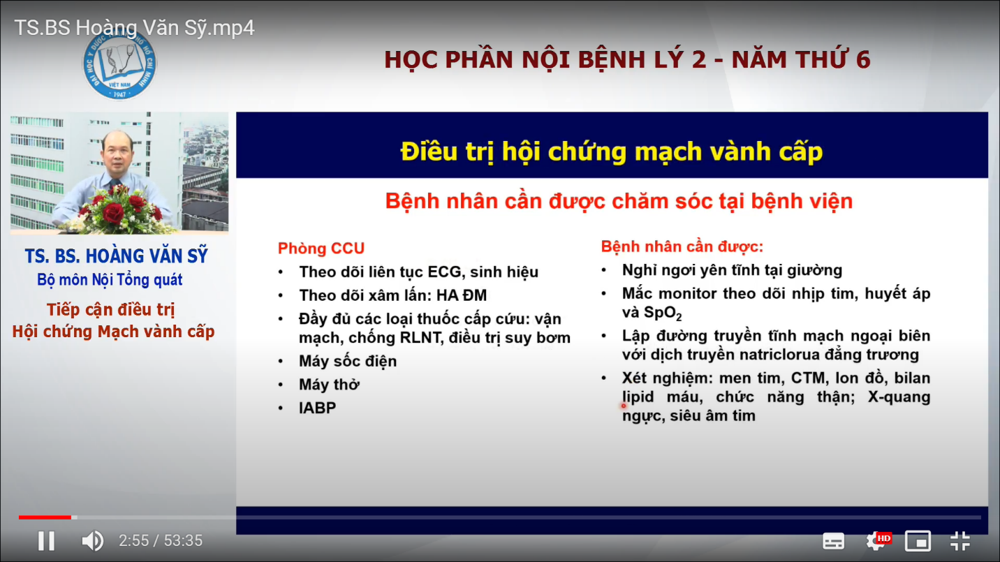 TS.BS Hoàng Văn Sỹ.mp4
ĐẠI HỌC Y DƯỢC THÀNH PHỐ HỒ CHÍ MINH
VIỆT NAM
1947
HỌC PHẦN NỘI BỆNH LÝ 2 - NĂM THỨ 6
TS. BS. HOÀNG VĂN SỸ
Bộ môn Nội Tổng quát
Tiếp cận điều trị
Hội chứng Mạch vành cấp
Điều trị hội chứng mạch vành cấp
Bệnh nhân cần được chăm sóc tại bệnh viện
Phòng CCU
• Theo dõi liên tục ECG, sinh hiệu
• Theo dõi xâm lấn: HA ĐM
• Đầy đủ các loại thuốc cấp cứu: vận
mạch, chống RLNT, điều trị suy bơm
• Máy sốc điện
• Máy thở
• IABP
Bệnh nhân cần được:
• Nghỉ ngơi yên tĩnh tại giường
• Mắc monitor theo dõi nhịp tim, huyết áp
và SpO2
• Lập đường truyền tĩnh mạch ngoại biên
với dịch truyền natriclorua đẳng trương
• Xét nghiệm: men tim, CTM, Ion đồ, bilan
lipid máu, chức năng thận; X-quang
ngực, siêu âm tim
2:55 / 53:35
HD